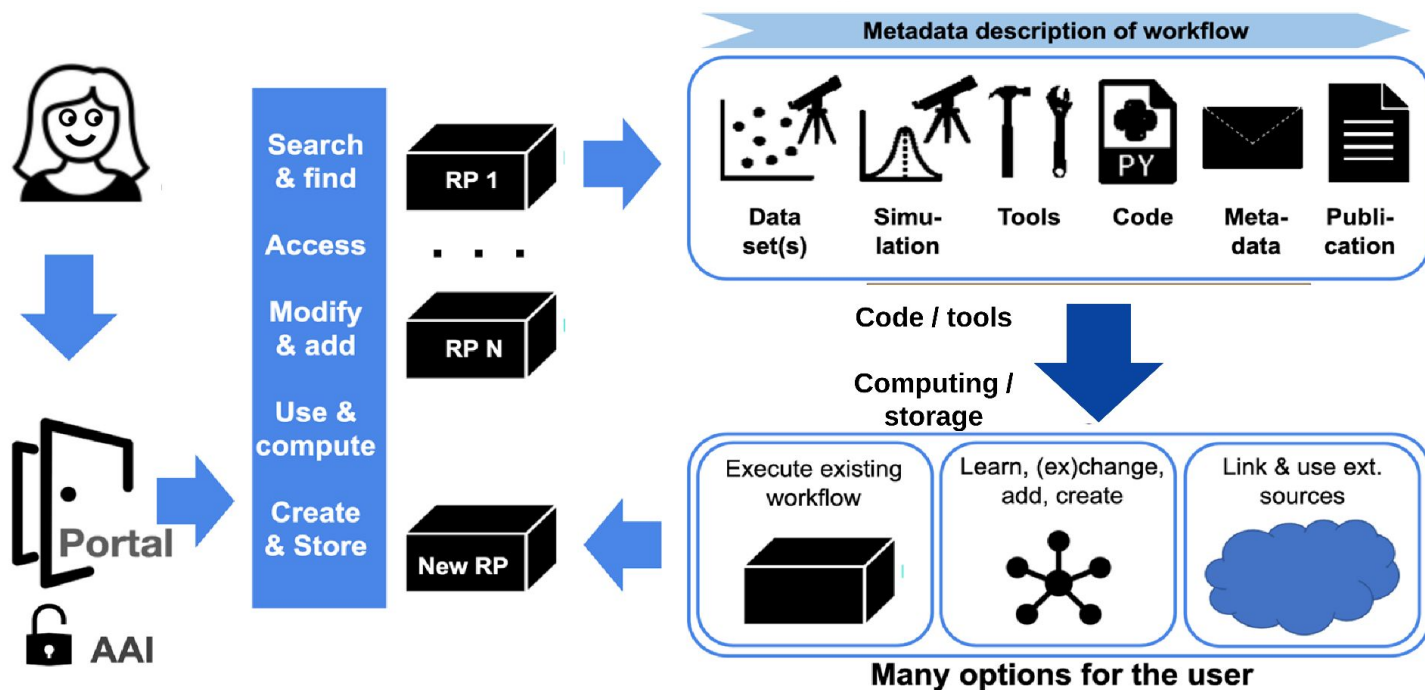 Metadata description of workflow
Search
& find
Access
Modify
& add
Use &
compute
Create
& Store
RP 1
. . .
RP N
New RP
Portal
AAI
PY
Data
set(s)
Simu-
lation
Tools
Code
Meta-
data
Publi-
cation
Code / tools
Computing /
storage
Execute existing
workflow
Learn, (ex)change,
add, create
Link & use ext.
sources
Many options for the user